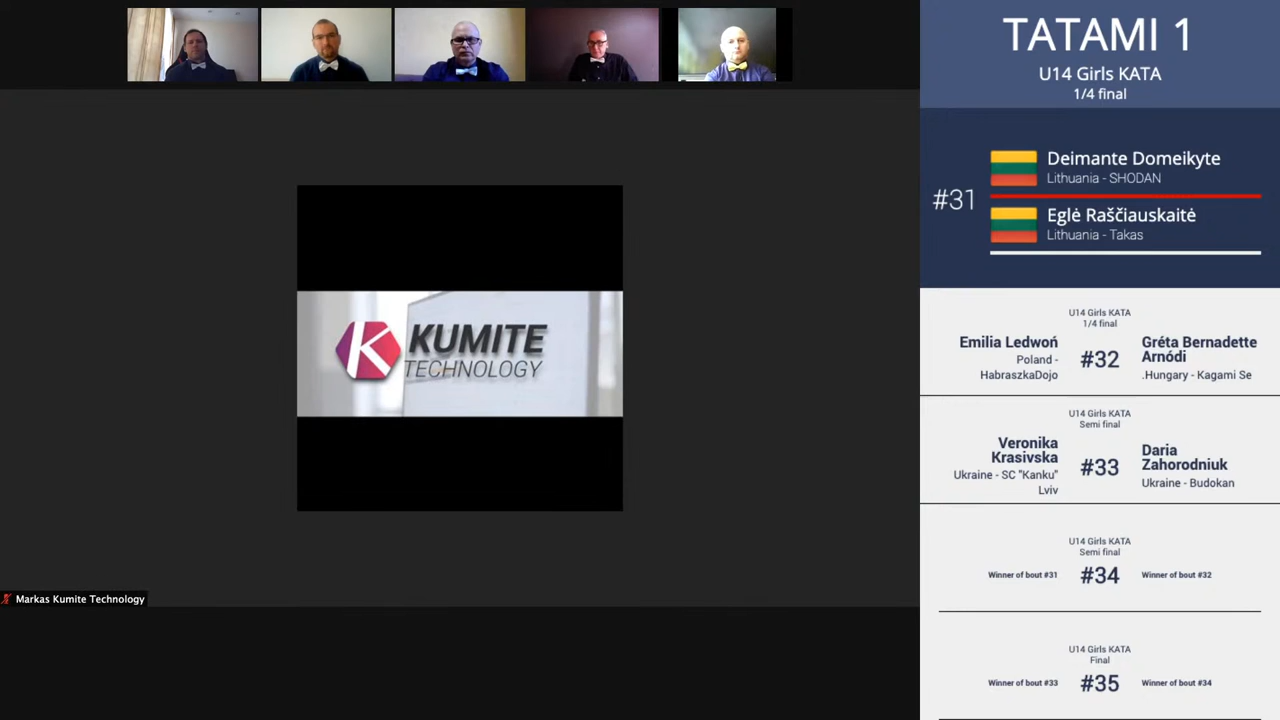 TATAMI 1
U14 Girls KATA
1/4 final
#31
Deimante Domeikyte
Lithuania - SHODAN
Eglė Raščiauskaitė
Lithuania - Takas
U14 Girls KATA
1/4 final
Emilia Ledwoń
Poland -
HabraszkaDojo
#32
Gréta Bernadette
Arnódi
.Hungary - Kagami Se
U14 Girls KATA
Semi final
Veronika
Krasivska
Ukraine - SC "Kanku"
Lviv
#33
Daria
Zahorodniuk
Ukraine - Budokan
U14 Girls KATA
Semi final
Winner of bout #31
#34
Winner of bout #32
U14 Girls KATA
Final
Winner of bout #33
#35
Winner of bout #34
K KUMITE
TECHNOLOGY
Markas Kumite Technology